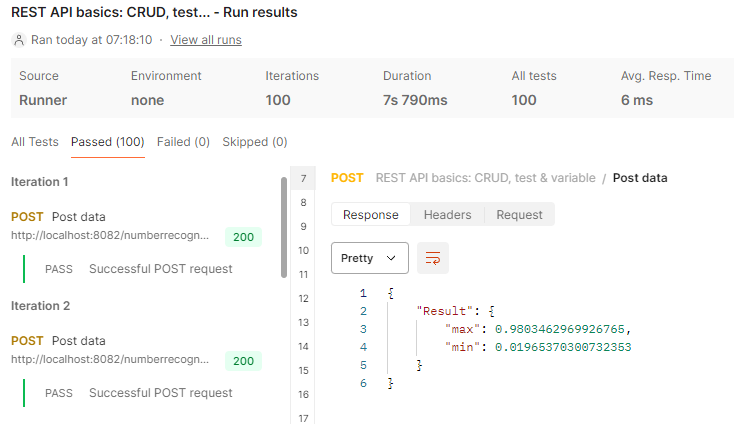 REST API basics: CRUD, test... - Run results
Ran today at 07:18:10 · View all runs
Source Environment Iterations Duration All tests Avg. Resp. Time
Runner none 100 7s 790ms 100 6 ms
All Tests Passed (100) Failed (0) Skipped (0)
Iteration 1
POST Post data
http://localhost:8082/numberrecogn... 200
PASS Successful POST request
Iteration 2
POST Post data
http://localhost:8082/numberrecogn... 200
PASS Successful POST request
7
8
9
10
11
12
13
14
15
16
17
POST REST API basics: CRUD, test & variable / Post data
Response Headers Request
Pretty
1 {
2 "Result": {
3 "max": 0.9803462969926765,
4 "min": 0.01965370300732353
5 }
6 }